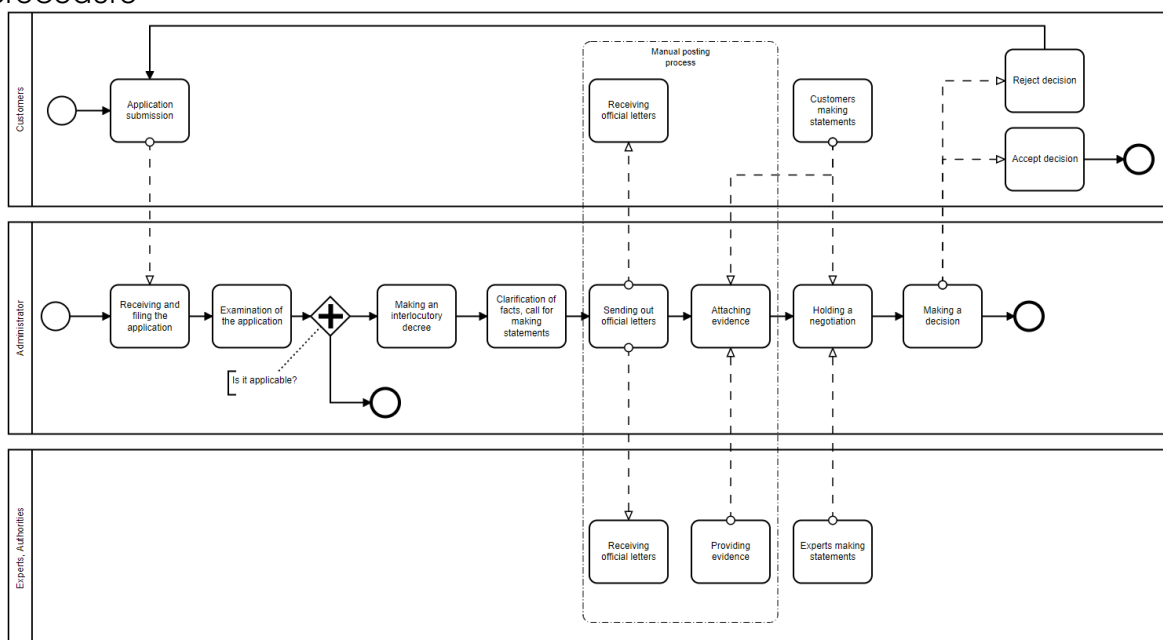 Customers
Manual posting
process
Application
submission
Receiving
official letters
Customers
making
statements
Reject decision
Accept decision
Administrator
Receiving and
filing the
application
Examination of
the application
Making an
interlocutory
decree
Clarification of
facts, call for
making
statements
Sending out
official letters
Attaching
evidence
Holding a
negotiation
Making a
decision
Is it applicable?
Experts, Authorities
Receiving
official letters
Providing
evidence
Experts making
statements